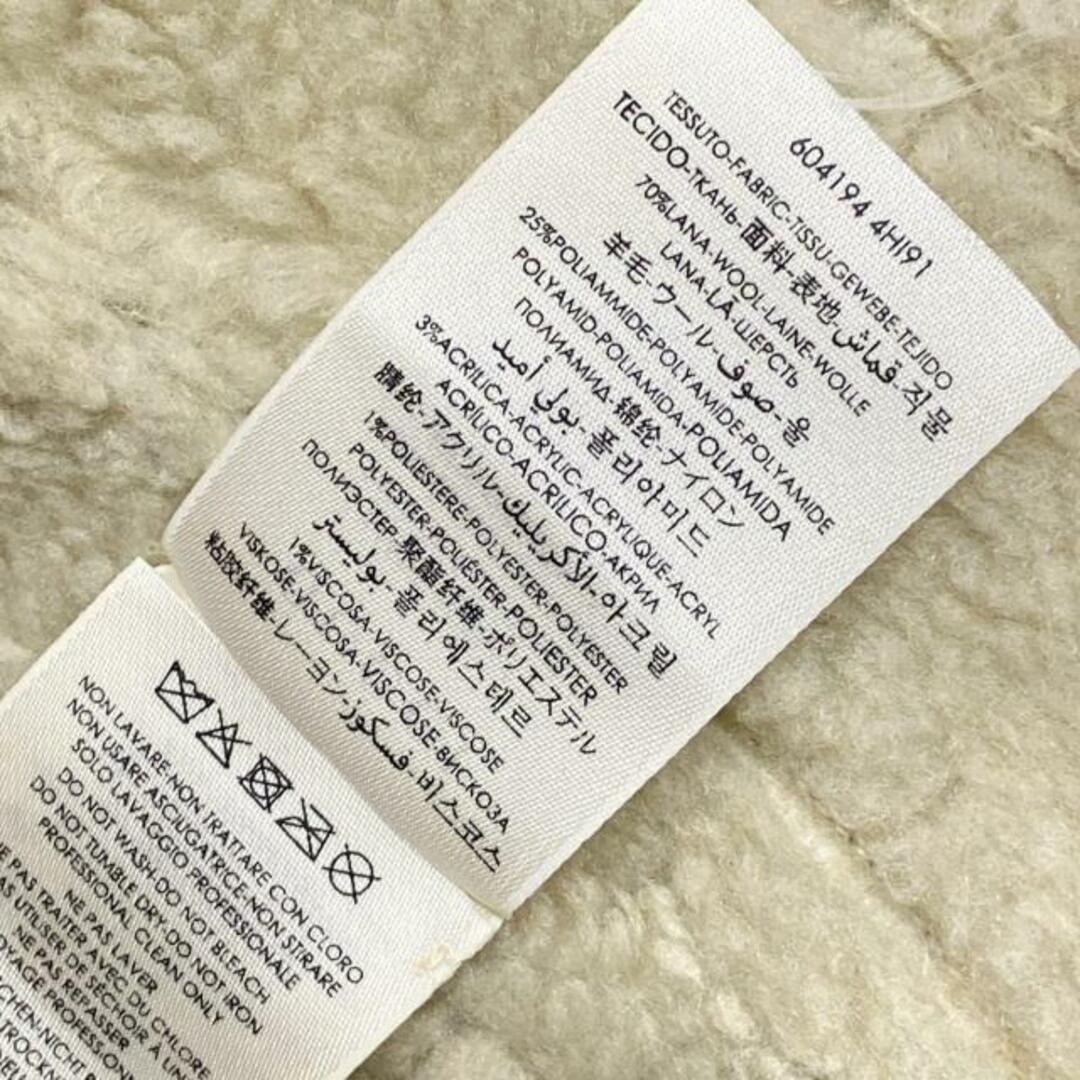 604194 4HI91
TESSUTO-FABRIC-TISSU-GEWEBE-TEJIDO
TECIDO-ТКАНЬ-面料-表地-قماش-직물
70%LANA-WOOL-LAINE-WOLLE
LANA-LÃ-ШЕРСТЬ
羊毛-ウール-صوف-울
25%POLIAMMIDE-POLYAMIDE-POLYAMIDE
POLYAMID-POLIAMIDA-POLIAMIDA
ПОЛИАМИД-锦纶-ナイロン
بولي أميد-폴리아미드
3%ACRILICA-ACRYLIC-ACRYLIQUE-ACRYL
ACRÍLICO-ACRILICO-АКРИЛ
腈纶-アクリル-الأكريليك-아크릴
1%POLIESTERE-POLYESTER-POLYESTER
POLYESTER-POLIÉSTER-POLIESTER
ПОЛИЭСТЕР-聚酯纤维-ポリエステル
بوليستر-폴리에스테르
1%VISCOSA-VISCOSE-VISCOSE
VISKOSE-VISCOSA-VISCOSE-ВИСКОЗА
粘胶纤维-レーヨン-فسكوز-비스코스
NON LAVARE-NON TRATTARE CON CLORO
NON USARE ASCIUGATRICE-NON STIRARE
SOLO LAVAGGIO PROFESSIONALE
DO NOT WASH-DO NOT BLEACH
DO NOT TUMBLE DRY-DO NOT IRON
PROFESSIONAL CLEAN ONLY
NE PAS LAVER
NE PAS TRAITER AVEC DU CHLORE
UTILISER DE SÉCHOIR À
NE PAS REPASSER